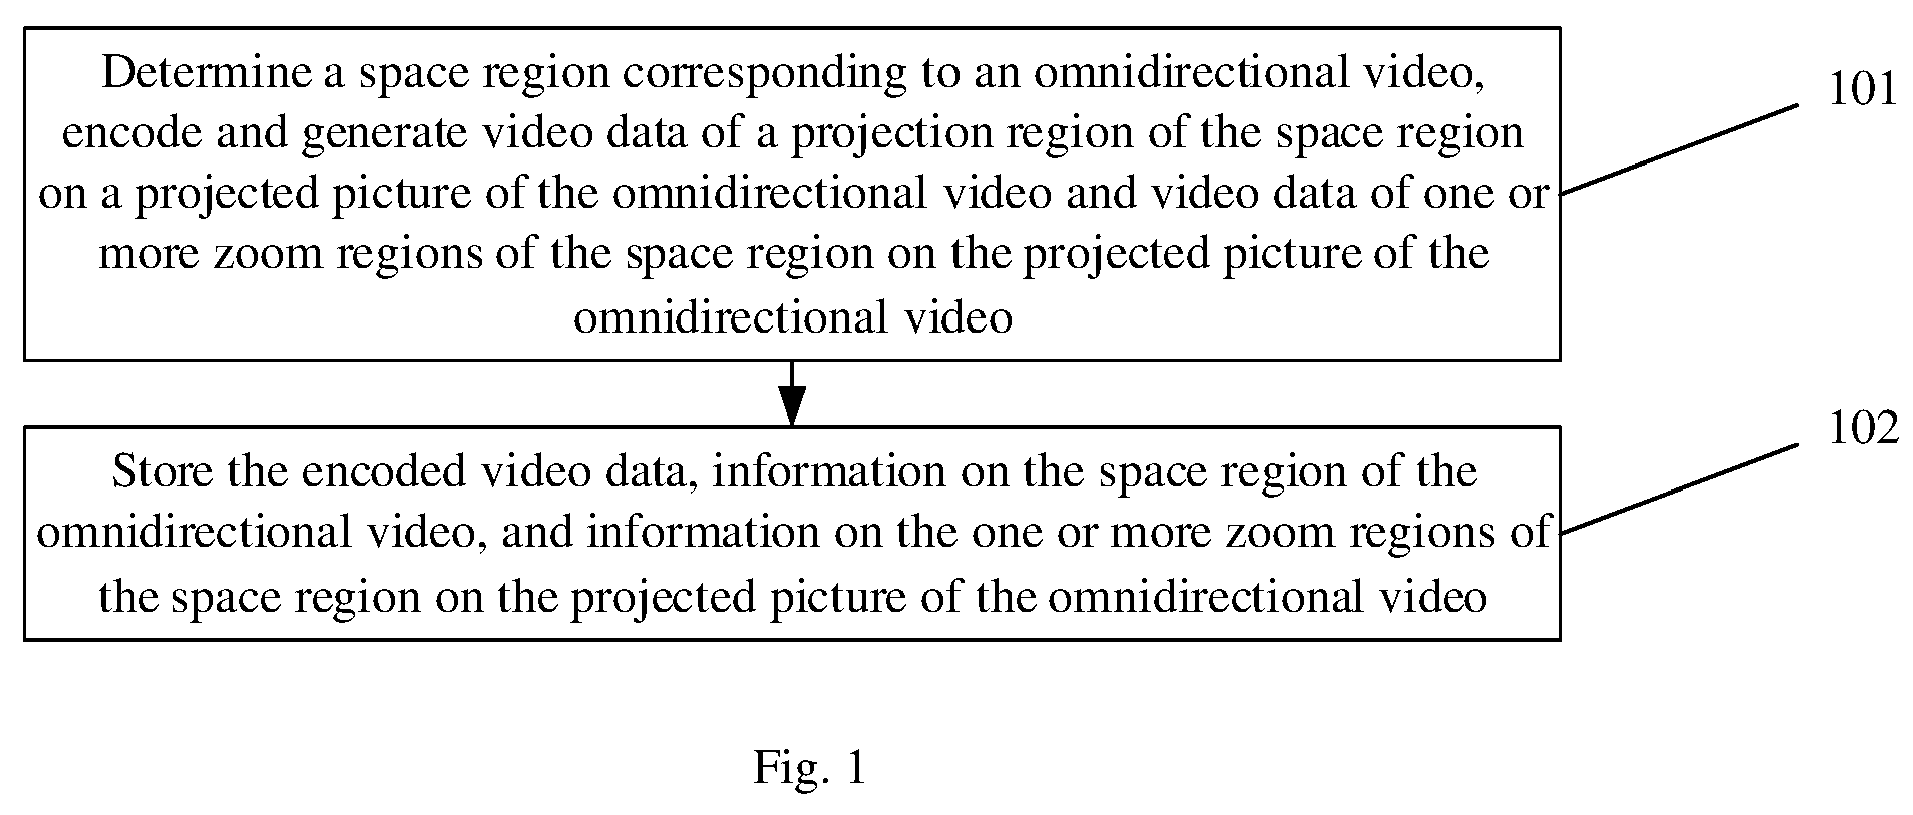 Determine a space region corresponding to an omnidirectional video,
encode and generate video data of a projection region of the space region
on a projected picture of the omnidirectional video and video data of one or
more zoom regions of the space region on the projected picture of the
omnidirectional video
101
Store the encoded video data, information on the space region of the
omnidirectional video, and information on the one or more zoom regions of
the space region on the projected picture of the omnidirectional video
102
Fig. 1